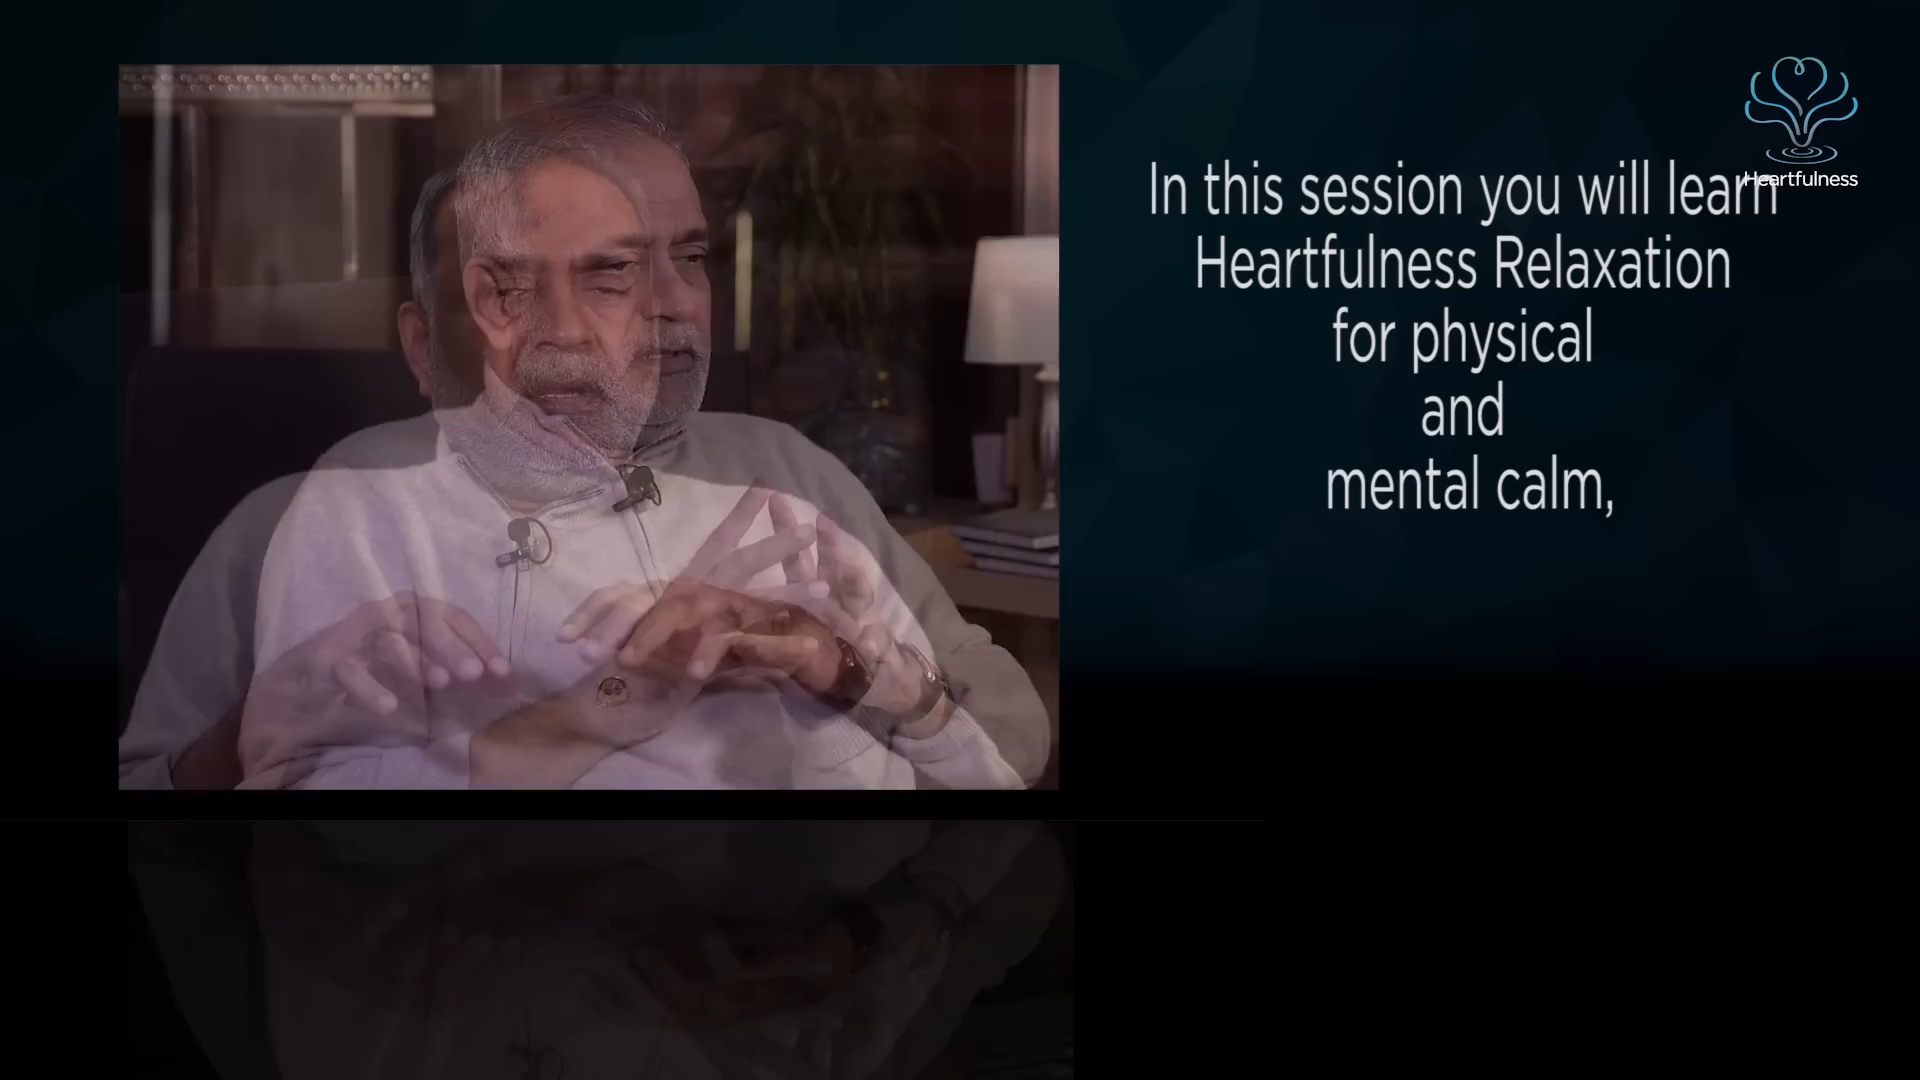 In this session you will learn
Heartfulness
Heartfulness Relaxation
for physical
and
mental calm,